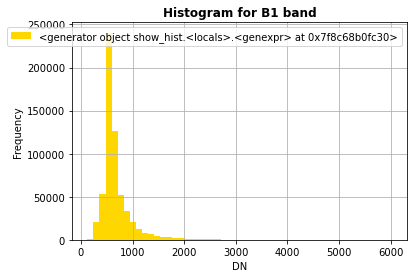 Histogram for B1 band
250000
<generator object show_hist.<locals>.<genexpr> at 0x7f8c68b0fc30>
200000
150000
100000
50000
0
Frequency
0 1000 2000 3000 4000 5000 6000
DN